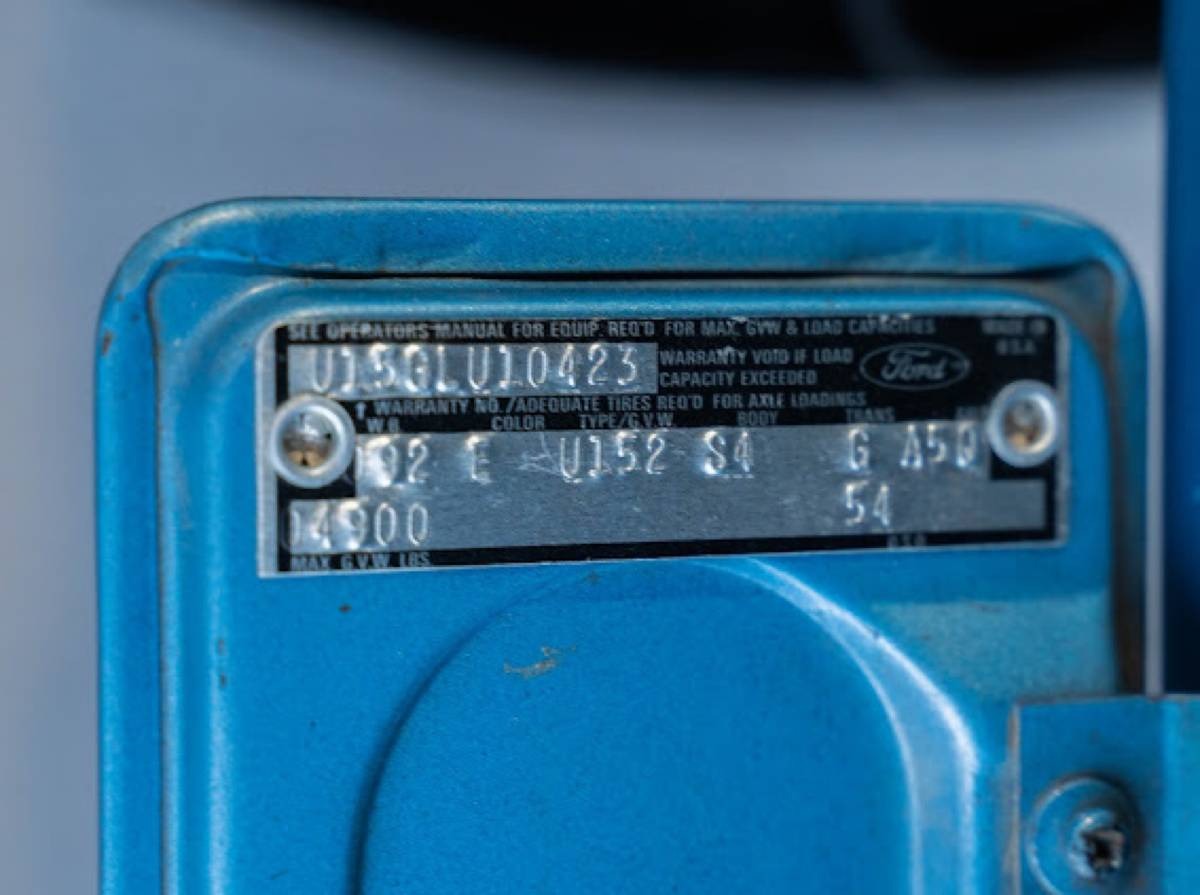 SEE OPERATORS MANUAL FOR EQUIP. REQ'D FOR MAX. GVW & LOAD CAPACITIES MADE IN
U.S.A.
U15GLU10423 WARRANTY VOID IF LOAD
CAPACITY EXCEEDED
Ford
↑ WARRANTY NO./ADEQUATE TIRES REQ'D FOR AXLE LOADINGS
W.B. COLOR TYPE/G.V.W. BODY TRANS
E U152 S4 G A5Q
04900 54
MAX. G.V.W. LBS. D.S.O.